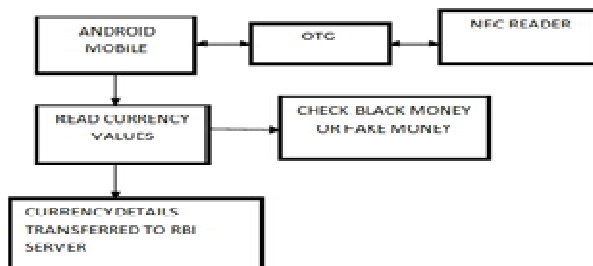 ANDROID
MOBILE
OTG
NFC READER
READ CURRENCY
VALUES
CHECK BLACK MONEY
OR FAKE MONEY
CURRENCYDETAILS
TRANSFERRED TO RBI
SERVER